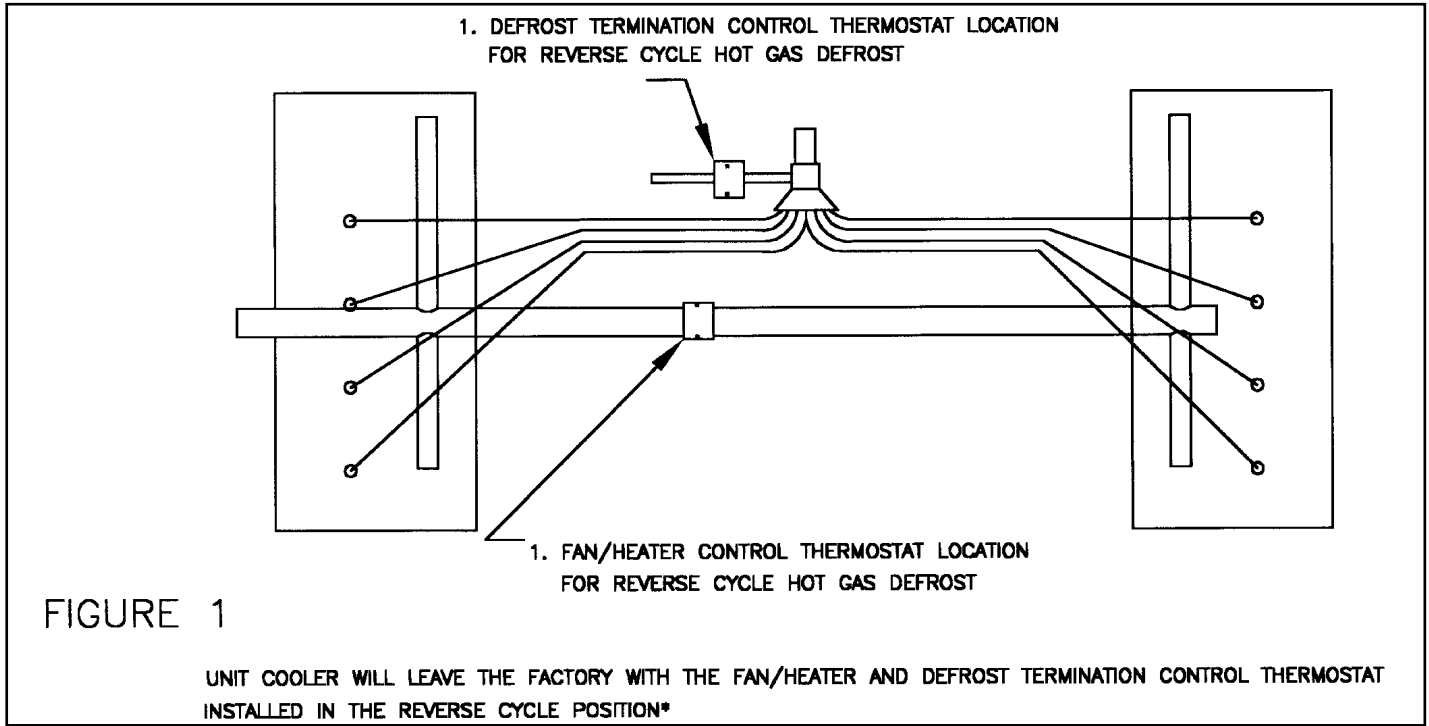 1. DEFROST TERMINATION CONTROL THERMOSTAT LOCATION
FOR REVERSE CYCLE HOT GAS DEFROST
1. FAN/HEATER CONTROL THERMOSTAT LOCATION
FOR REVERSE CYCLE HOT GAS DEFROST
FIGURE 1
UNIT COOLER WILL LEAVE THE FACTORY WITH THE FAN/HEATER AND DEFROST TERMINATION CONTROL THERMOSTAT
INSTALLED IN THE REVERSE CYCLE POSITION*